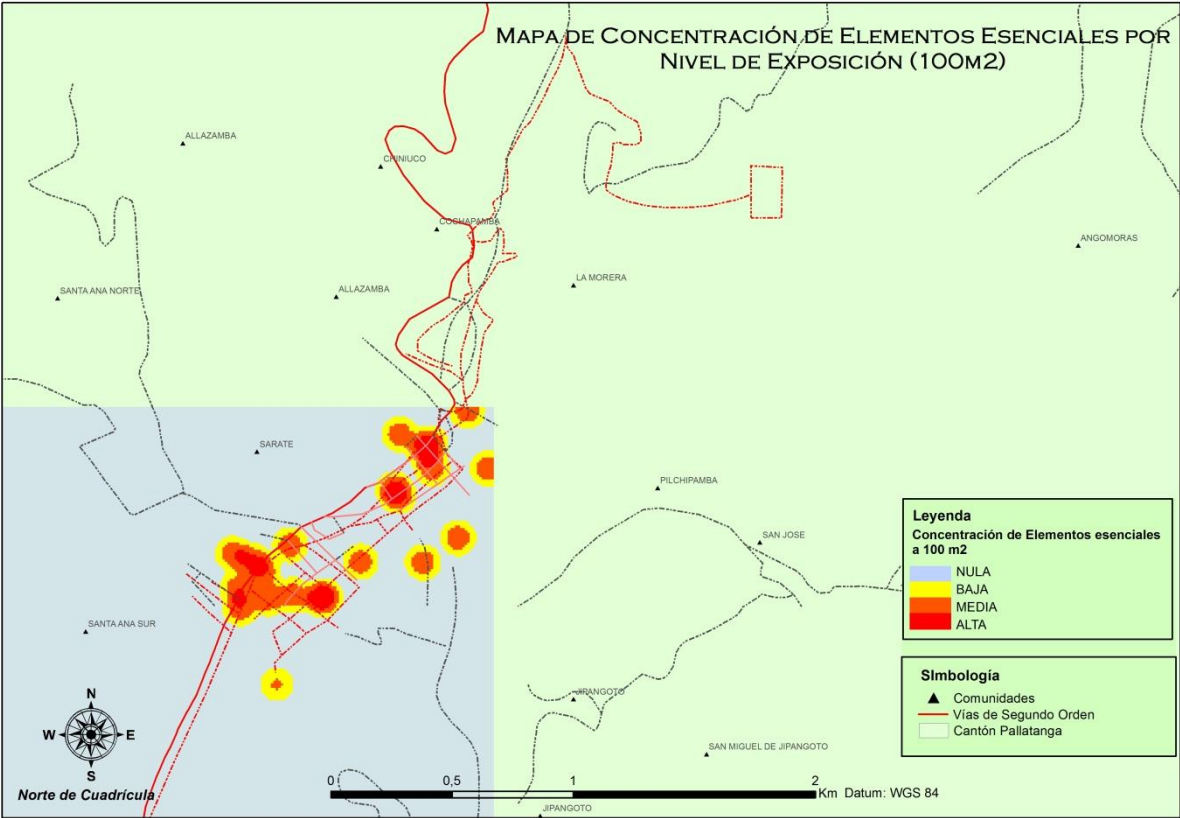 MAPA DE CONCENTRACIÓN DE ELEMENTOS ESENCIALES POR
NIVEL DE EXPOSICIÓN (100M2)
ALLAZAMBA
CHINIUCO
COCHAPAMBA
ANGOMORAS
LA MORERA
SANTA ANA NORTE
ALLAZAMBA
SARATE
PILCHIPAMBA
SAN JOSE
SANTA ANA SUR
JIPANGOTO
SAN MIGUEL DE JIPANGOTO
JIPANGOTO
Leyenda
Concentración de Elementos esenciales
a 100 m2
NULA
BAJA
MEDIA
ALTA
SImbología
Comunidades
Vías de Segundo Orden
Cantón Pallatanga
N
W E
S
Norte de Cuadrícula
0 0,5 1 2
Km Datum: WGS 84